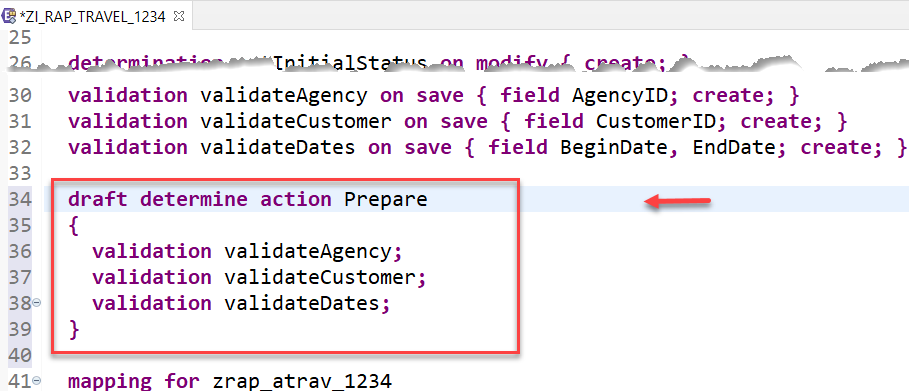 *ZI_RAP_TRAVEL_1234
25
26 determination InitialStatus on modify { create; }
30 validation validateAgency on save { field AgencyID; create; }
31 validation validateCustomer on save { field CustomerID; create; }
32 validation validateDates on save { field BeginDate, EndDate; create; }
33
34 draft determine action Prepare
35 {
36 validation validateAgency;
37 validation validateCustomer;
38 validation validateDates;
39 }
40
41 mapping for zrap_atrav_1234